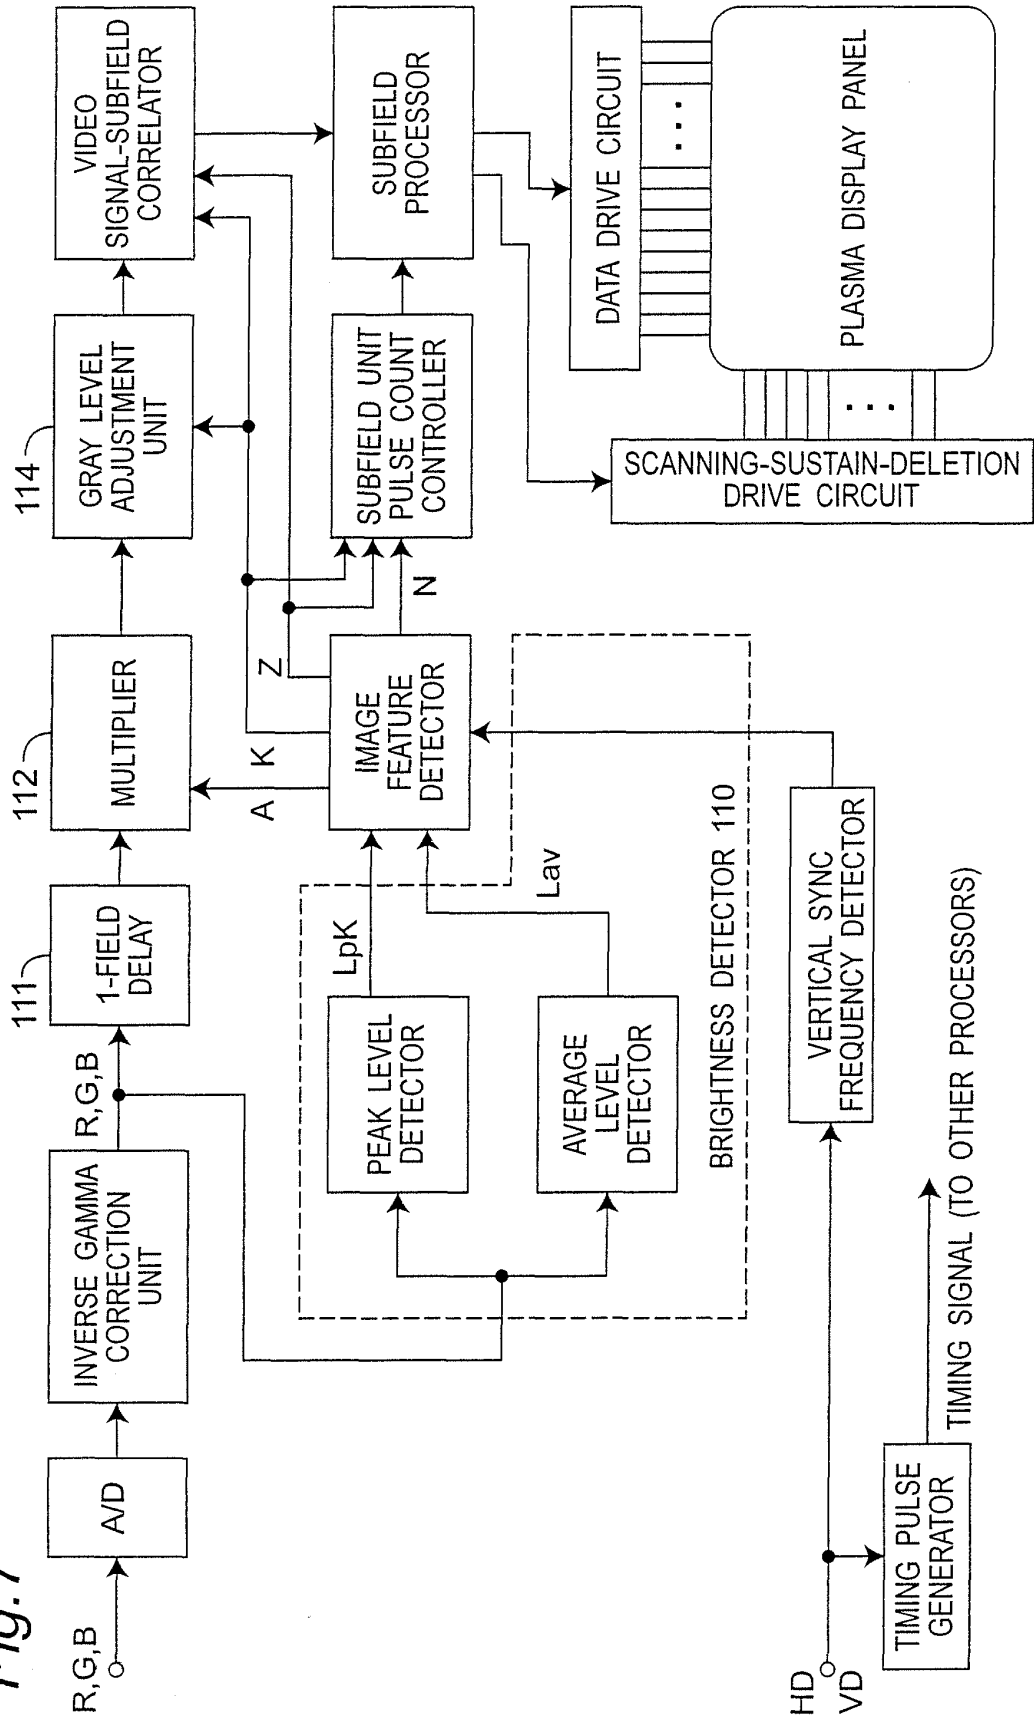 Fig.7
R,G,B
A/D
INVERSE GAMMA
CORRECTION
UNIT
R,G,B
111
1-FIELD
DELAY
112
MULTIPLIER
114
GRAY LEVEL
ADJUSTMENT
UNIT
VIDEO
SIGNAL-SUBFIELD
CORRELATOR
A
K
Z
PEAK LEVEL
DETECTOR
LpK
IMAGE
FEATURE
DETECTOR
N
SUBFIELD UNIT
PULSE COUNT
CONTROLLER
SUBFIELD
PROCESSOR
AVERAGE
LEVEL
DETECTOR
Lav
BRIGHTNESS DETECTOR 110
DATA DRIVE CIRCUIT
SCANNING-SUSTAIN-DELETION
DRIVE CIRCUIT
PLASMA DISPLAY PANEL
HD
VD
VERTICAL SYNC
FREQUENCY DETECTOR
TIMING PULSE
GENERATOR
TIMING SIGNAL (TO OTHER PROCESSORS)